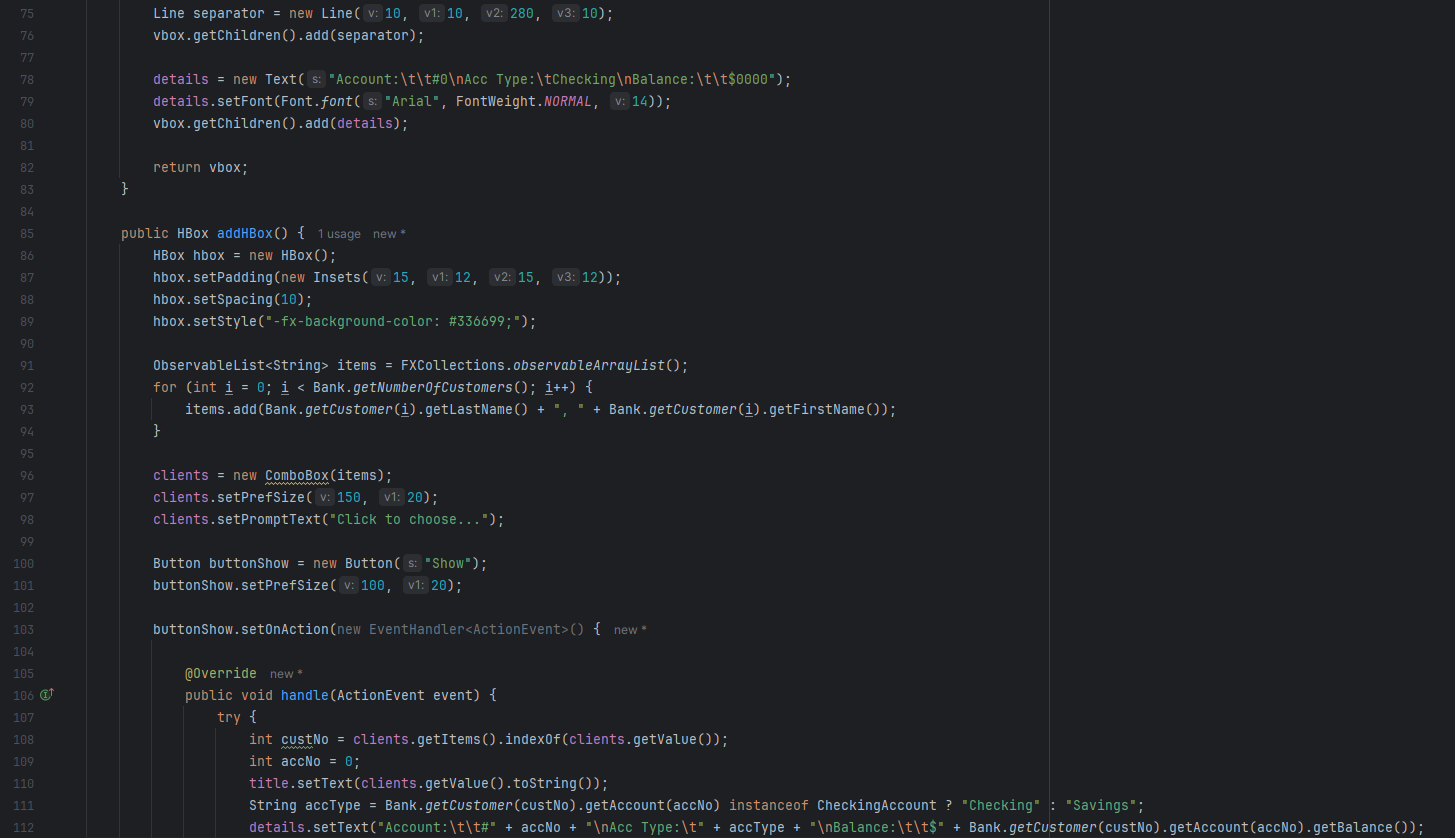 75 Line separator = new Line( v: 10, v1: 10, v2: 280, v3: 10);
76 vbox.getChildren().add(separator);
77
78 details = new Text( s: "Account:\t\t#0\nAcc Type:\tChecking\nBalance:\t\t$0000");
79 details.setFont(Font.font( s: "Arial", FontWeight.NORMAL, v: 14));
80 vbox.getChildren().add(details);
81
82 return vbox;
83 }
84
85 public HBox addHBox() { 1 usage new *
86 HBox hbox = new HBox();
87 hbox.setPadding(new Insets( v: 15, v1: 12, v2: 15, v3: 12));
88 hbox.setSpacing(10);
89 hbox.setStyle("-fx-background-color: #336699;");
90
91 ObservableList<String> items = FXCollections.observableArrayList();
92 for (int i = 0; i < Bank.getNumberOfCustomers(); i++) {
93 items.add(Bank.getCustomer(i).getLastName() + ", " + Bank.getCustomer(i).getFirstName());
94 }
95
96 clients = new ComboBox(items);
97 clients.setPrefSize( v: 150, v1: 20);
98 clients.setPromptText("Click to choose...");
99
100 Button buttonShow = new Button( s: "Show");
101 buttonShow.setPrefSize( v: 100, v1: 20);
102
103 buttonShow.setOnAction(new EventHandler<ActionEvent>() { new *
104
105 @Override new *
106 public void handle(ActionEvent event) {
107 try {
108 int custNo = clients.getItems().indexOf(clients.getValue());
109 int accNo = 0;
110 title.setText(clients.getValue().toString());
111 String accType = Bank.getCustomer(custNo).getAccount(accNo) instanceof CheckingAccount ? "Checking" : "Savings";
112 details.setText("Account:\t\t#" + accNo + "\nAcc Type:\t" + accType + "\nBalance:\t\t$" + Bank.getCustomer(custNo).getAccount(accNo).getBalance());